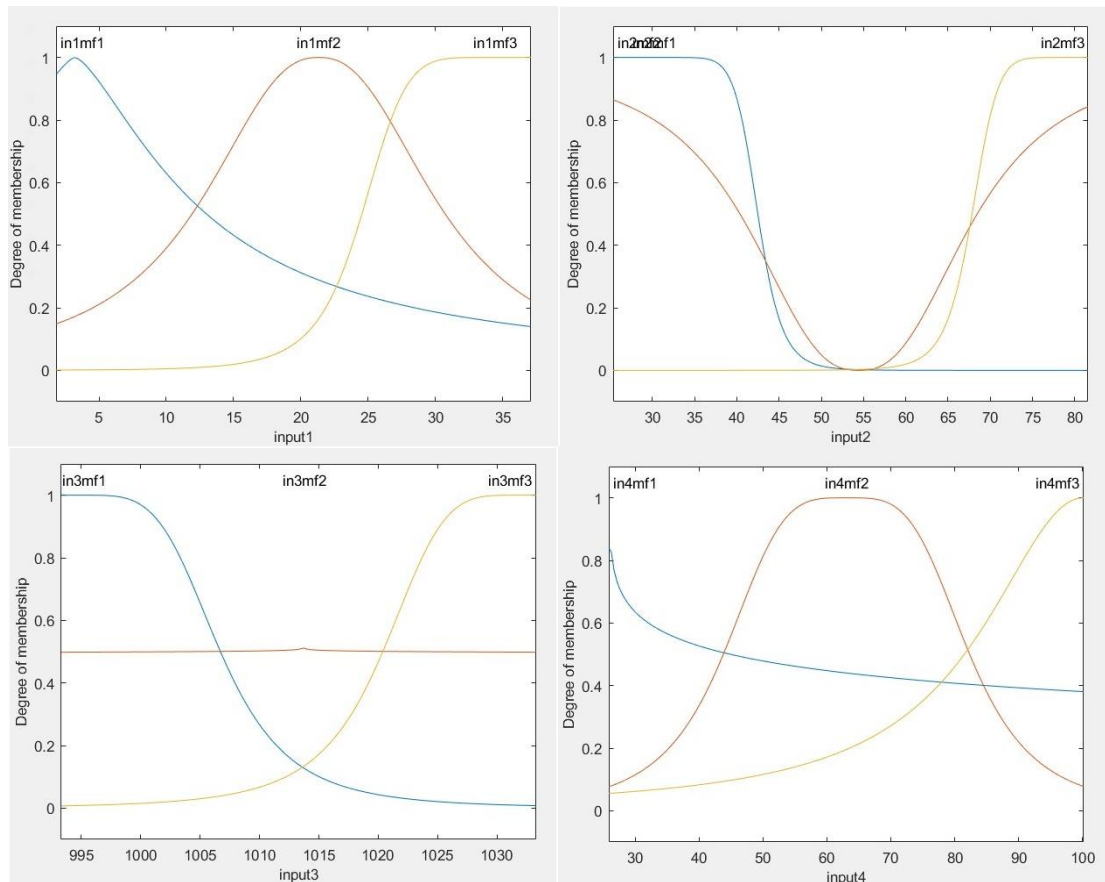 in1mf1 in1mf2 in1mf3
1
0.8
0.6
0.4
0.2
0
Degree of membership
5 10 15 20 25 30 35
input1
in2mf1 in2mf3
1
0.8
0.6
0.4
0.2
0
Degree of membership
30 35 40 45 50 55 60 65 70 75 80
input2
in3mf1 in3mf2 in3mf3
1
0.8
0.6
0.4
0.2
0
Degree of membership
995 1000 1005 1010 1015 1020 1025 1030
input3
in4mf1 in4mf2 in4mf3
1
0.8
0.6
0.4
0.2
0
Degree of membership
30 40 50 60 70 80 90 100
input4